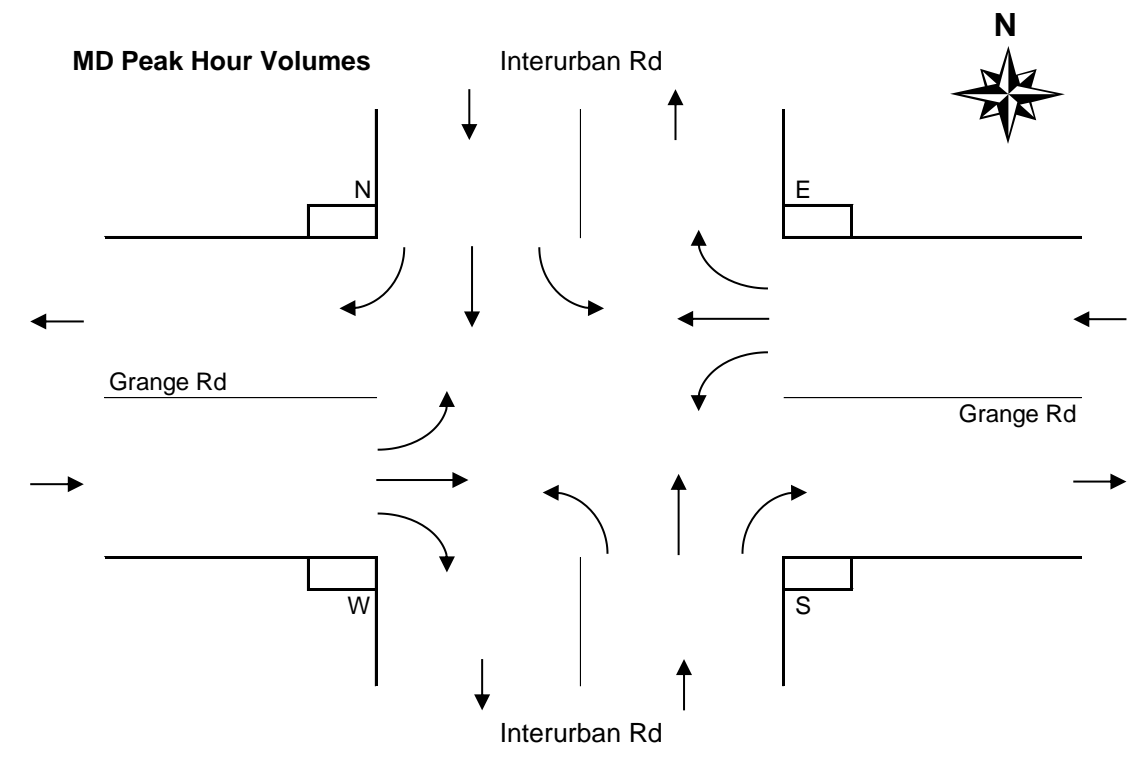 N
MD Peak Hour Volumes
Interurban Rd
N
E
Grange Rd
Grange Rd
W
S
Interurban Rd